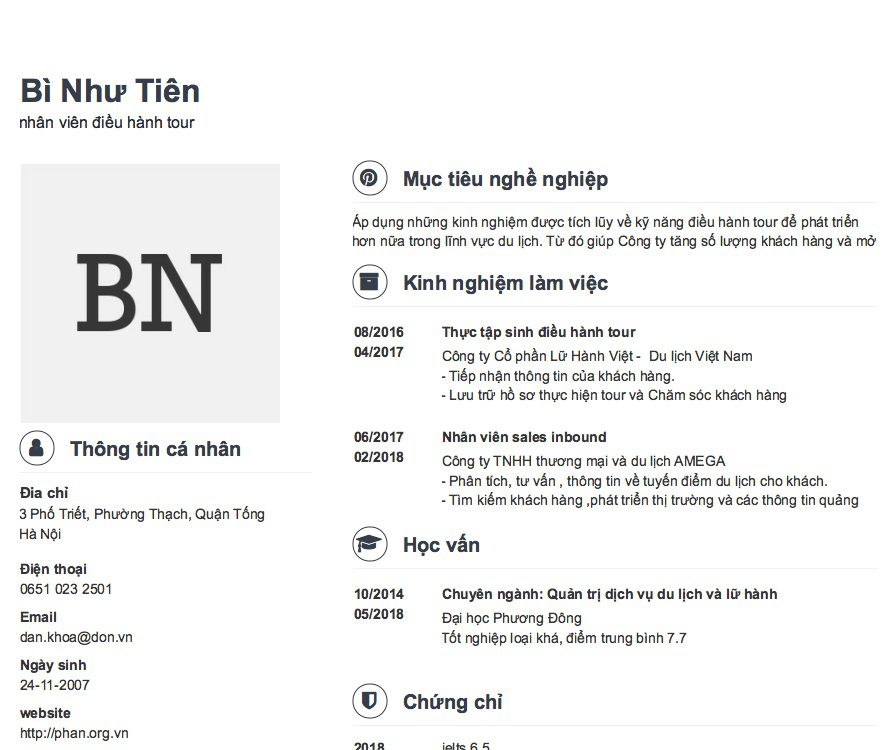 Bì Như Tiên
nhân viên điều hành tour
BN
Thông tin cá nhân
Đia chỉ
3 Phố Triết, Phường Thạch, Quận Tống
Hà Nội
Điện thoại
0651 023 2501
Email
dan.khoa@don.vn
Ngày sinh
24-11-2007
website
http://phan.org.vn
Mục tiêu nghề nghiệp
Áp dụng những kinh nghiệm được tích lũy về kỹ năng điều hành tour để phát triển
hơn nữa trong lĩnh vực du lịch. Từ đó giúp Công ty tăng số lượng khách hàng và mở
Kinh nghiệm làm việc
08/2016 Thực tập sinh điều hành tour
04/2017 Công ty Cổ phần Lữ Hành Việt - Du lịch Việt Nam
- Tiếp nhận thông tin của khách hàng.
- Lưu trữ hồ sơ thực hiện tour và Chăm sóc khách hàng
06/2017 Nhân viên sales inbound
02/2018 Công ty TNHH thương mại và du lịch AMEGA
- Phân tích, tư vấn , thông tin về tuyến điểm du lịch cho khách.
- Tìm kiếm khách hàng ,phát triển thị trường và các thông tin quảng
Học vấn
10/2014 Chuyên ngành: Quản trị dịch vụ du lịch và lữ hành
05/2018 Đại học Phương Đông
Tốt nghiệp loại khá, điểm trung bình 7.7
Chứng chỉ
2018 ielts 6.5